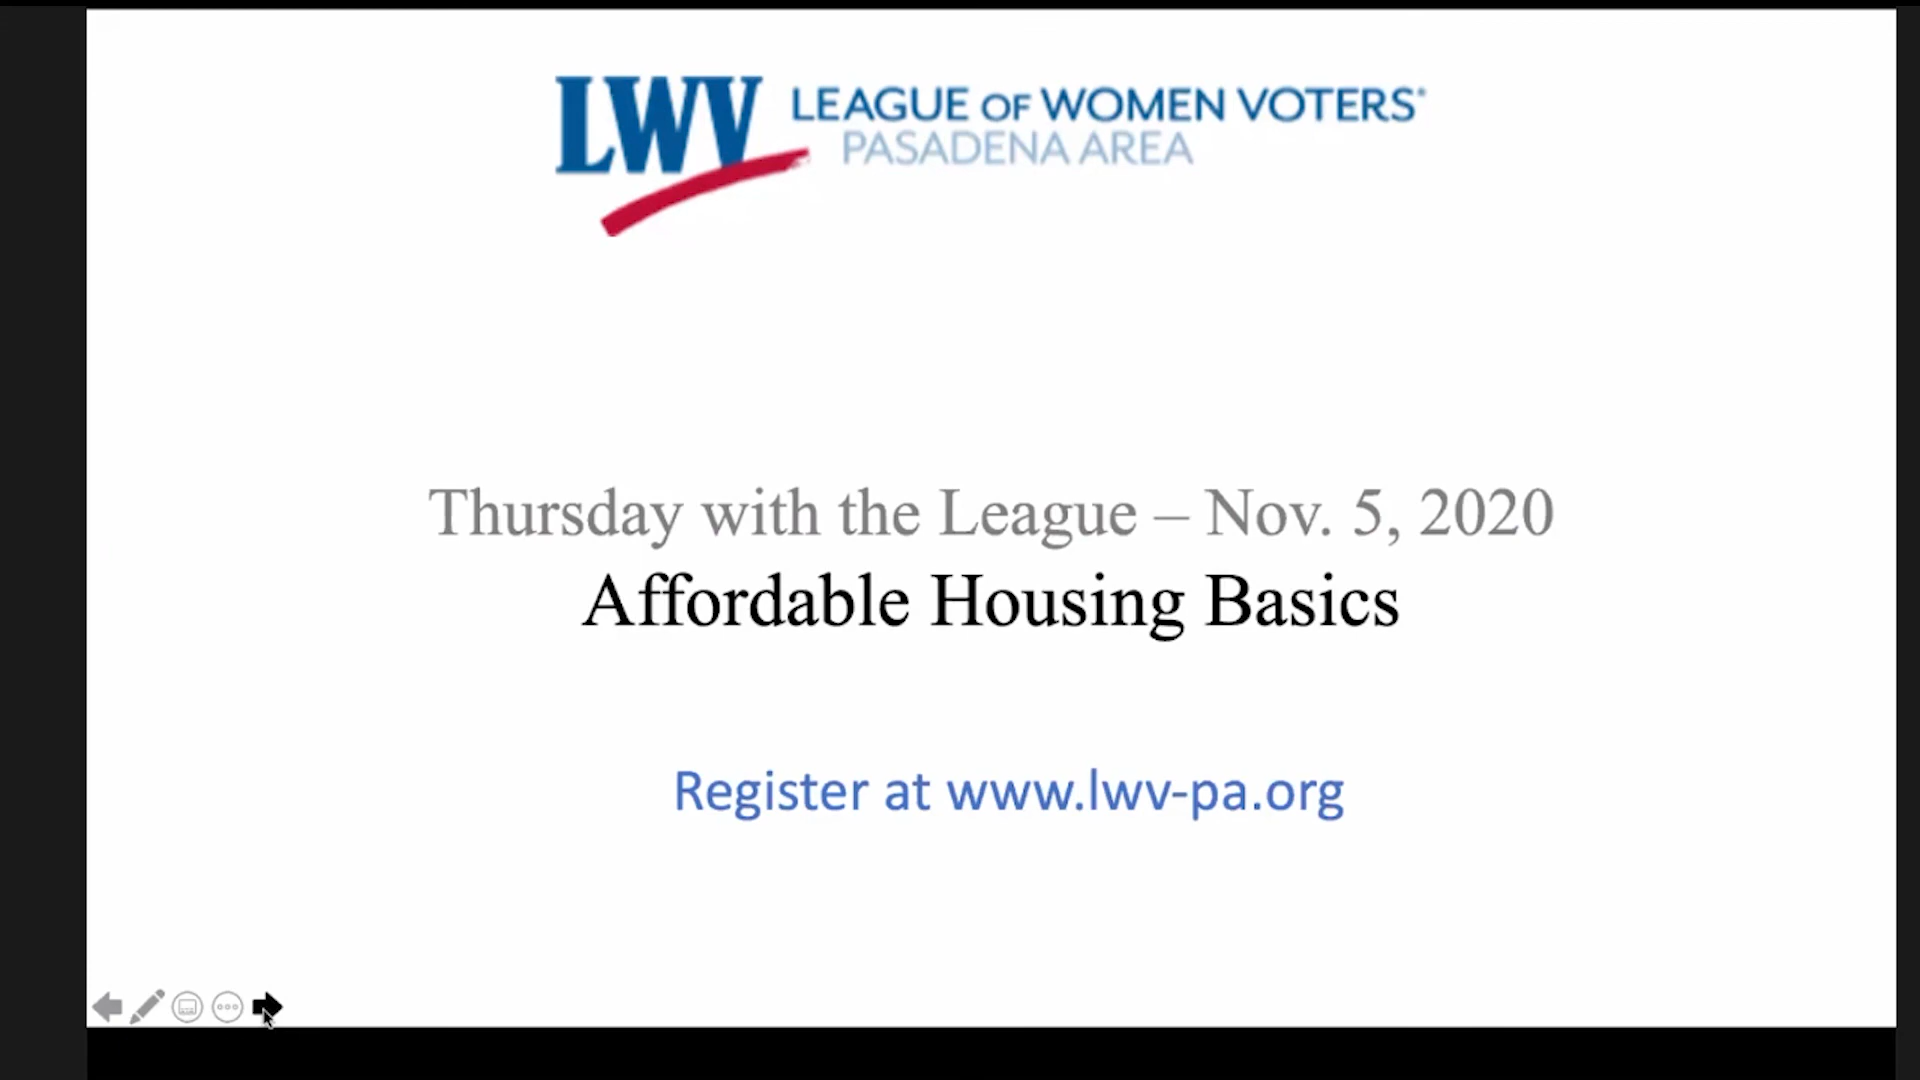 LWV LEAGUE OF WOMEN VOTERS®
PASADENA AREA
Thursday with the League – Nov. 5, 2020
Affordable Housing Basics
Register at www.lwv-pa.org